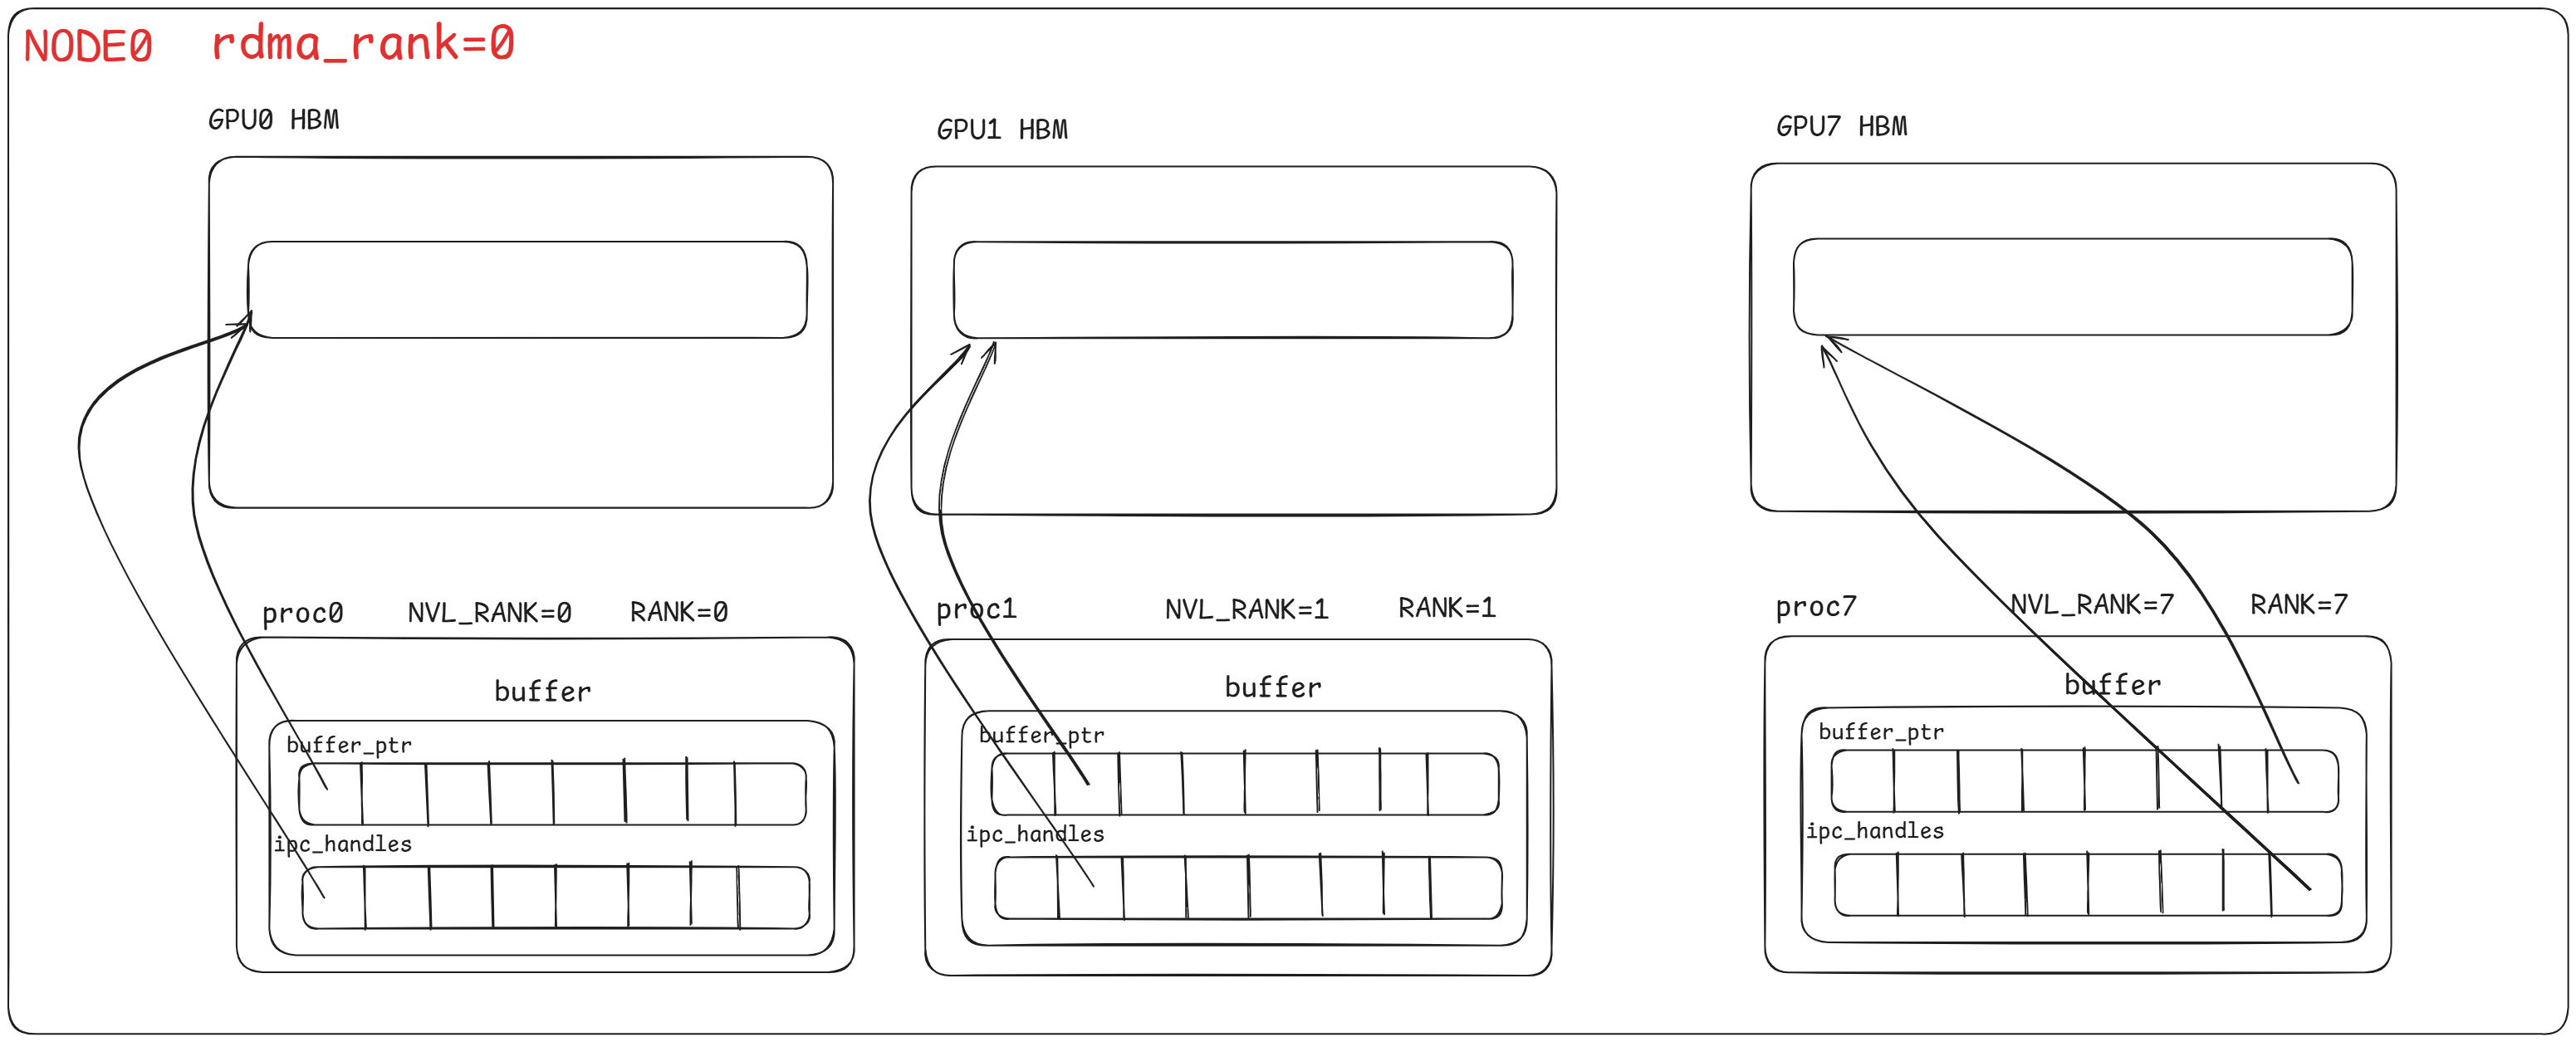 NODE0 rdma_rank=0
GPU0 HBM
GPU1 HBM
GPU7 HBM
proc0 NVL_RANK=0 RANK=0
buffer
buffer_ptr
ipc_handles
proc1 NVL_RANK=1 RANK=1
buffer
buffer_ptr
ipc_handles
proc7 NVL_RANK=7 RANK=7
buffer
buffer_ptr
ipc_handles